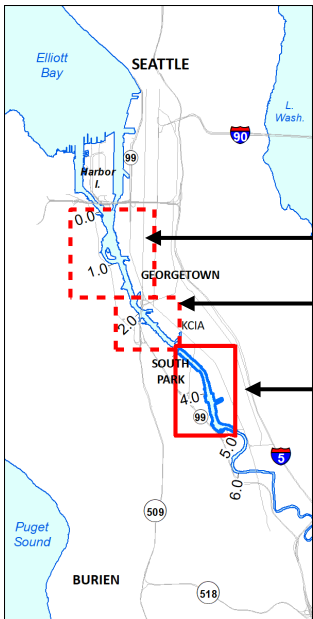 Elliott
Bay
SEATTLE
L.
Wash.
90
99
Harbor
I.
0.0
1.0
GEORGETOWN
2.0
KCIA
SOUTH
PARK
4.0
99
5.0
5
6.0
509
Puget
Sound
BURIEN
518